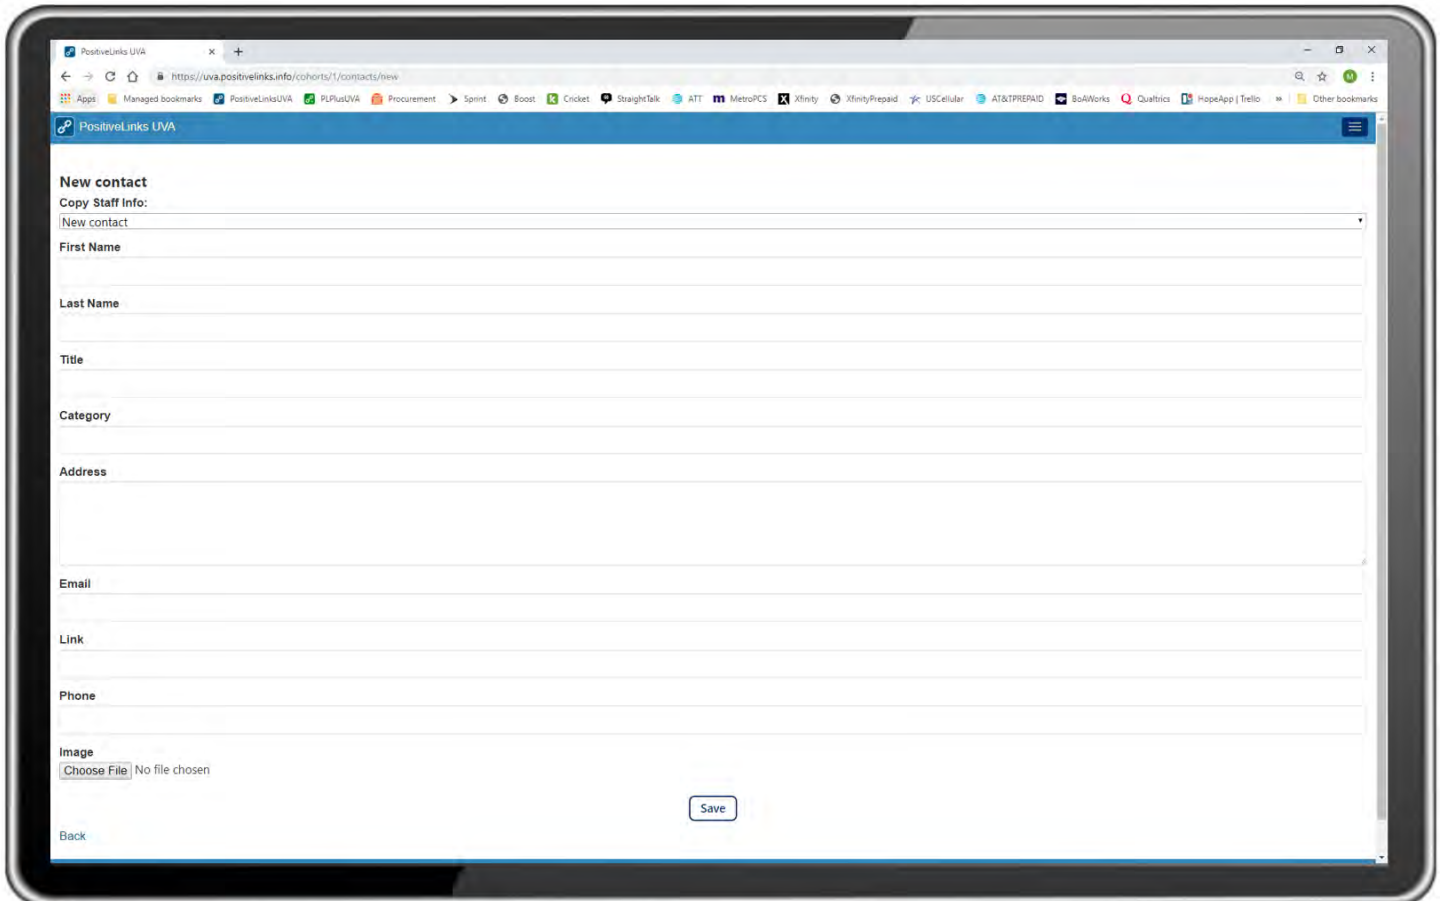 PositiveLinks UVA
https://uva.positivelinks.info/cohorts/1/contacts/new
M
Apps Managed bookmarks PositiveLinksUVA PLPlusUVA Procurement Sprint Boost Cricket StraightTalk ATT MetroPCS Xfinity XfinityPrepaid USCellular AT&TPREPAID BoAWorks Qualtrics HopeApp | Trello » Other bookmarks
PositiveLinks UVA
New contact
Copy Staff Info:
New contact
First Name
Last Name
Title
Category
Address
Email
Link
Phone
Image
Choose File No file chosen
Save
Back